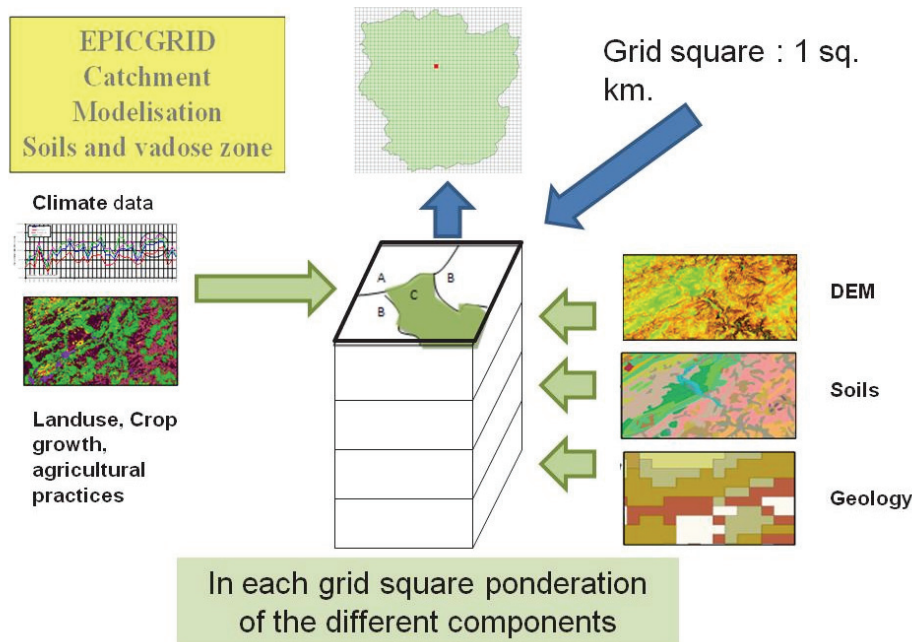 EPICGRID
Catchment
Modelisation
Soils and vadose zone
Grid square : 1 sq.
km.
Climate data
A
B
C
B
DEM
Soils
Geology
Landuse, Crop
growth,
agricultural
practices
In each grid square ponderation
of the different components